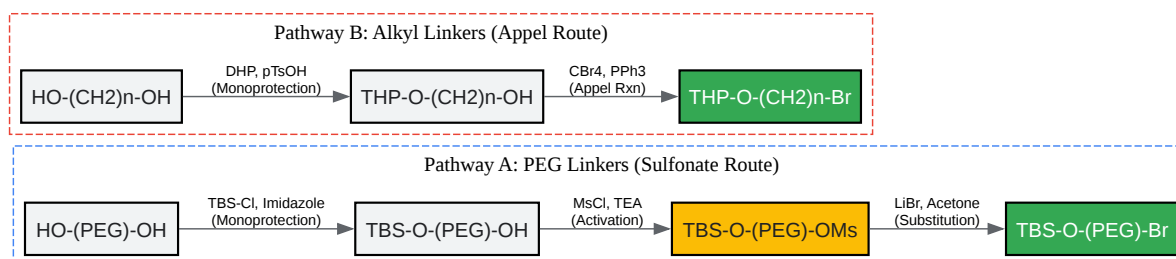 Pathway B: Alkyl Linkers (Appel Route)
HO-(CH2)n-OH
DHP, pTsOH
(Monoprotection)
THP-O-(CH2)n-OH
CBr4, PPh3
(Appel Rxn)
THP-O-(CH2)n-Br
Pathway A: PEG Linkers (Sulfonate Route)
HO-(PEG)-OH
TBS-Cl, Imidazole
(Monoprotection)
TBS-O-(PEG)-OH
MsCl, TEA
(Activation)
TBS-O-(PEG)-OMs
LiBr, Acetone
(Substitution)
TBS-O-(PEG)-Br